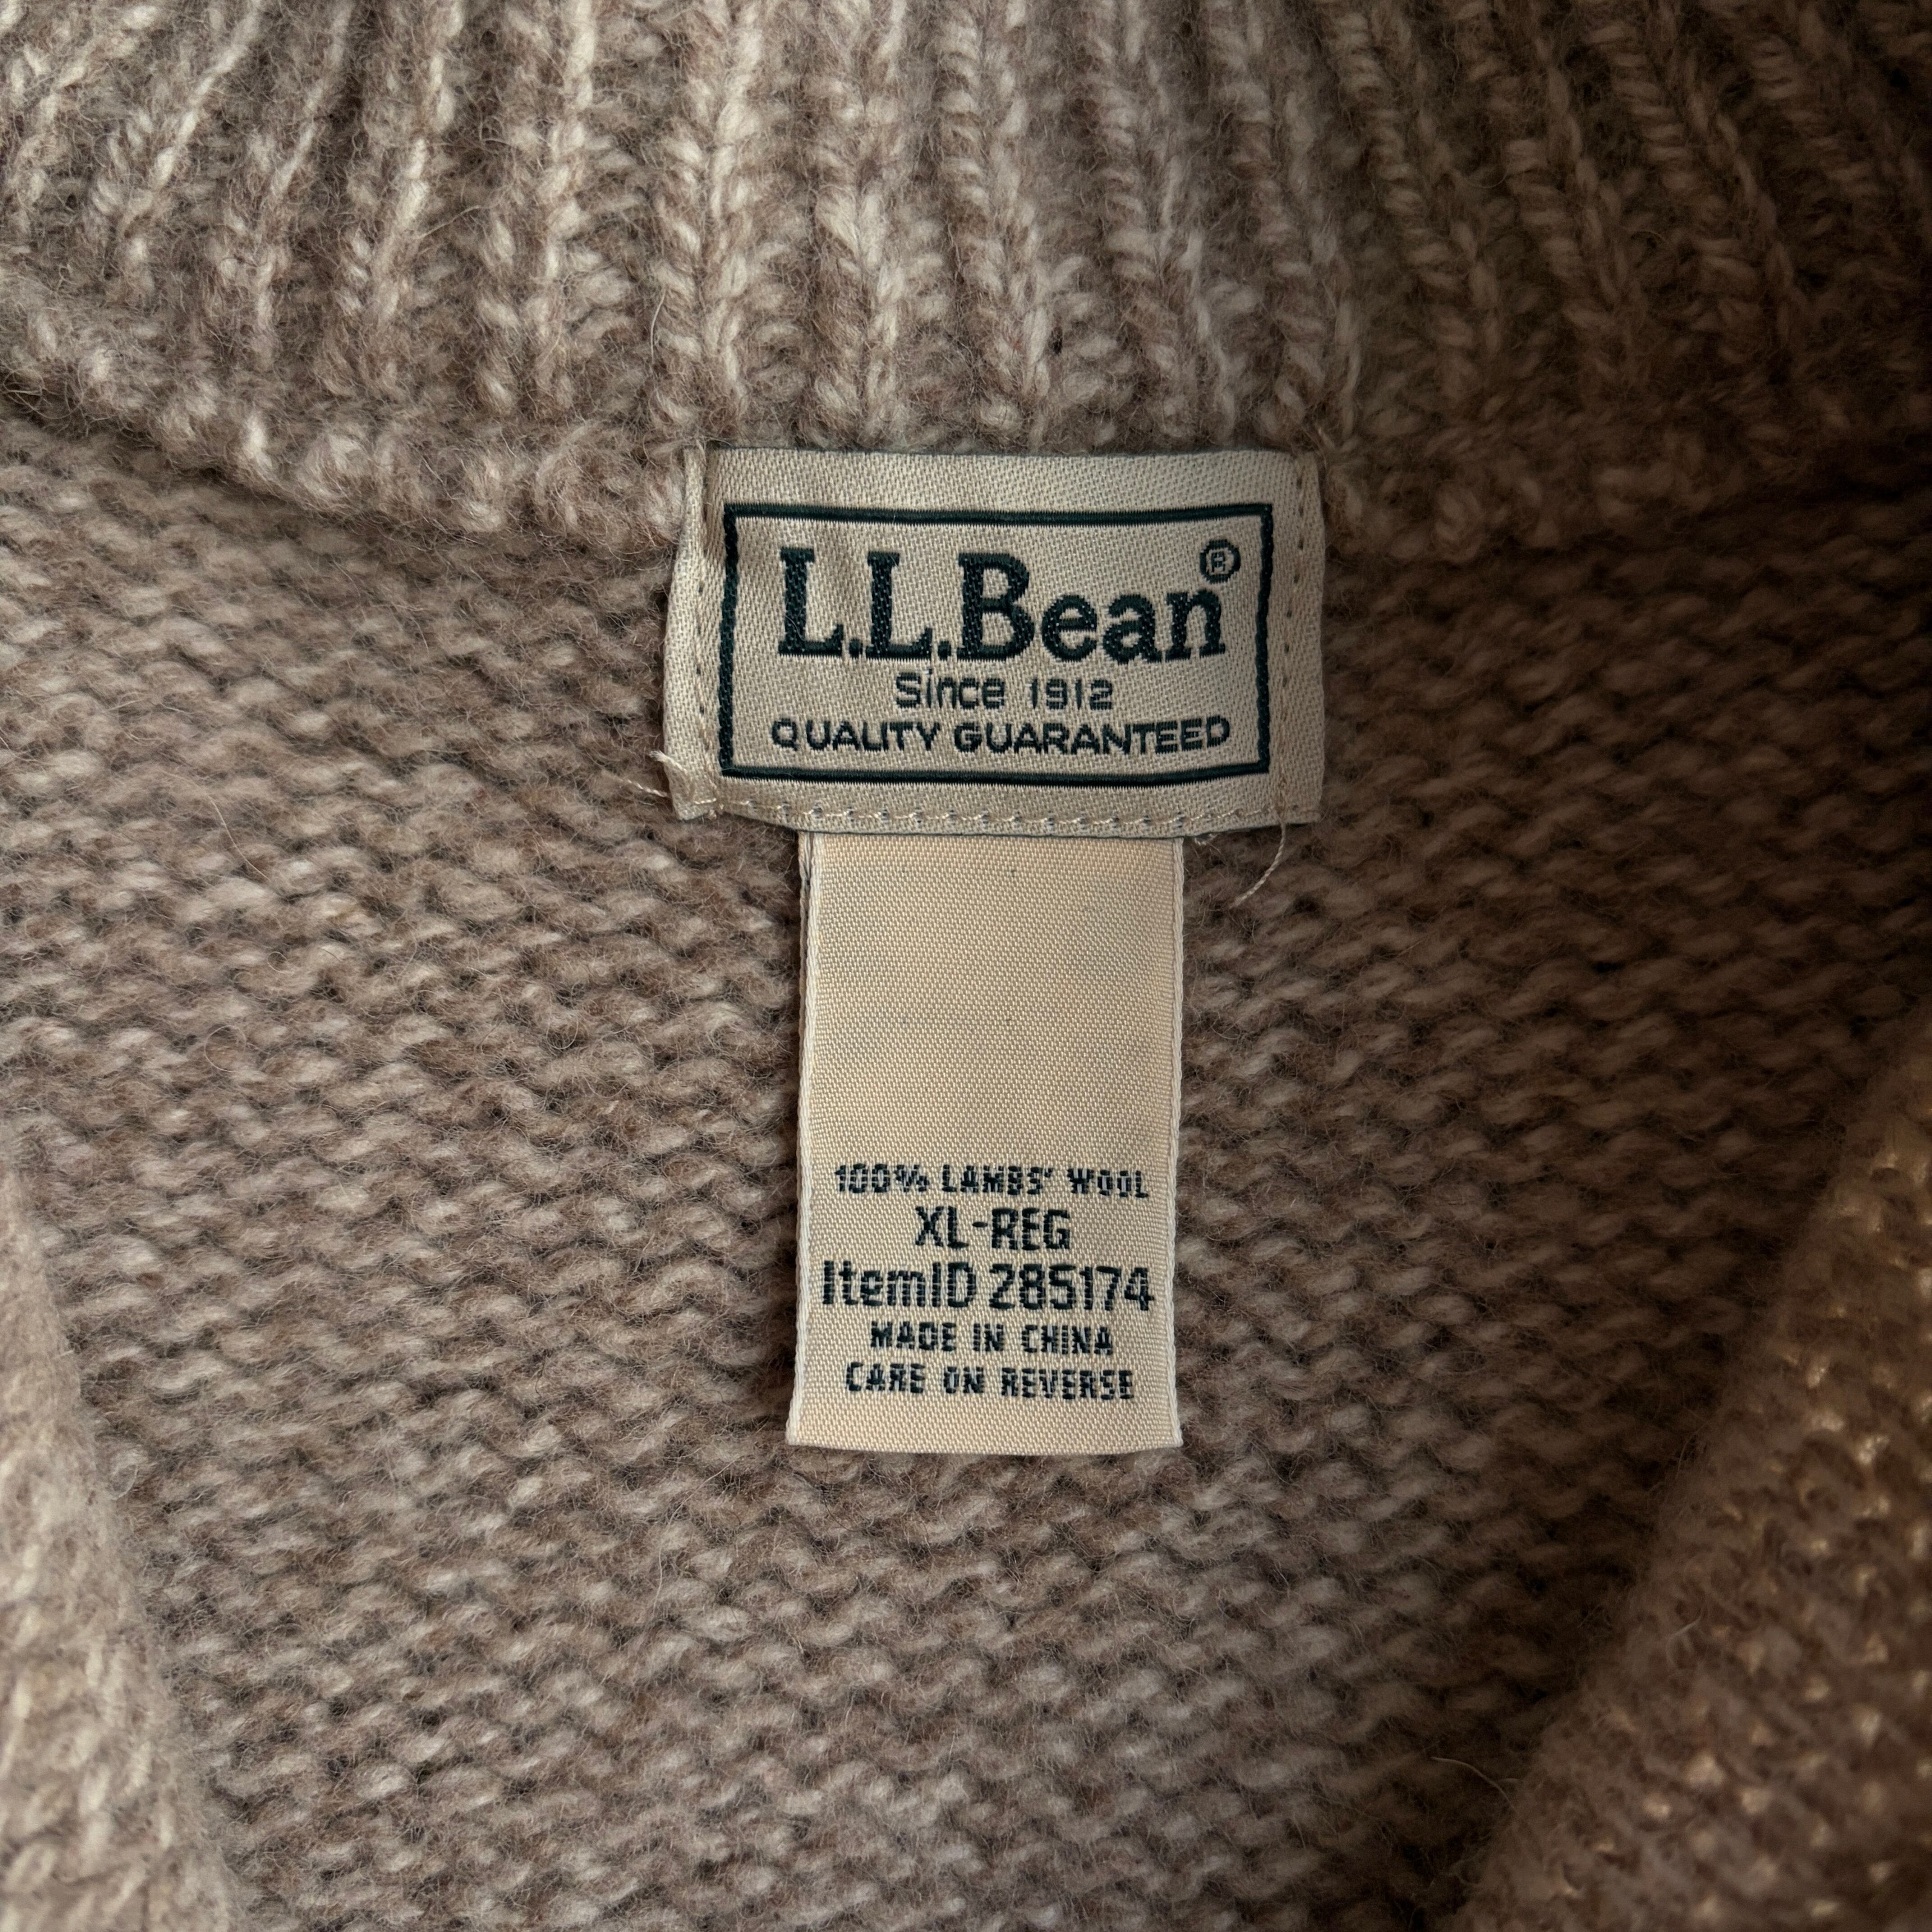 L.L.Bean®
Since 1912
QUALITY GUARANTEED
100% LAMBS' WOOL
XL-REG
ItemID 285174
MADE IN CHINA
CARE ON REVERSE